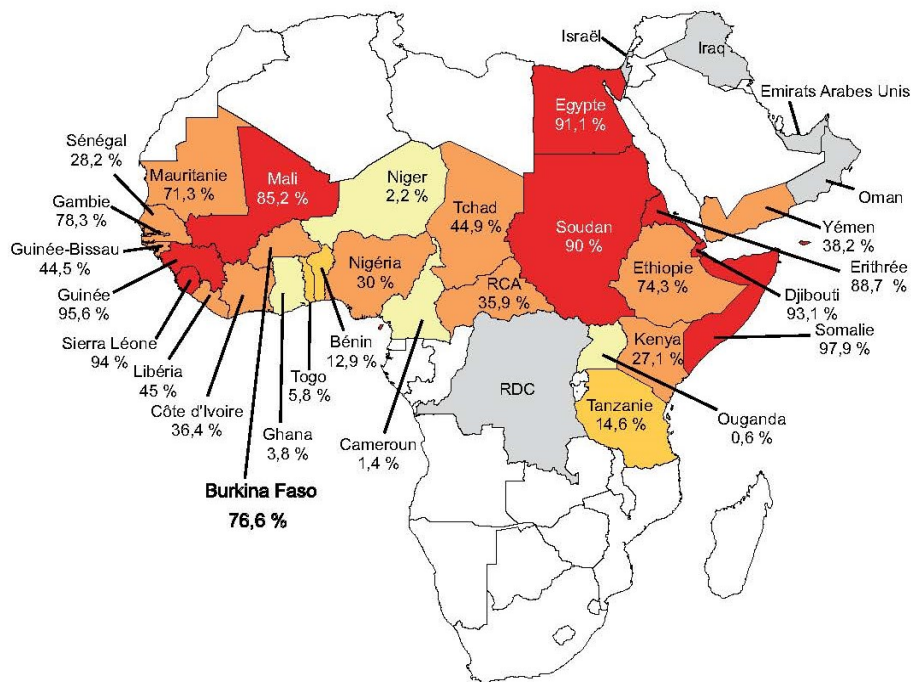 Israël
Iraq
Emirats Arabes Unis
Oman
Egypte
91,1 %
Sénégal
28,2 %
Mauritanie
71,3 %
Mali
85,2 %
Niger
2,2 %
Tchad
44,9 %
Soudan
90 %
Yémen
38,2 %
Gambie
78,3 %
Guinée-Bissau
44,5 %
Guinée
95,6 %
Sierra Léone
94 %
Libéria
45 %
Côte d'Ivoire
36,4 %
Ghana
3,8 %
Togo
5,8 %
Bénin
12,9 %
Nigéria
30 %
Cameroun
1,4 %
RCA
35,9 %
Ethiopie
74,3 %
Erithrée
88,7 %
Djibouti
93,1 %
Somalie
97,9 %
Kenya
27,1 %
Ouganda
0,6 %
RDC
Tanzanie
14,6 %
Burkina Faso
76,6 %